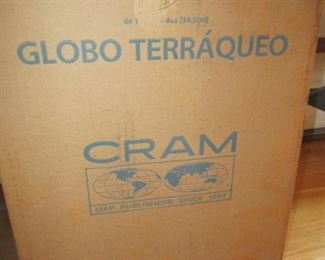 GLOBO TERRÁQUEO
CRAM
MAP PUBLISHERS SINCE 1867